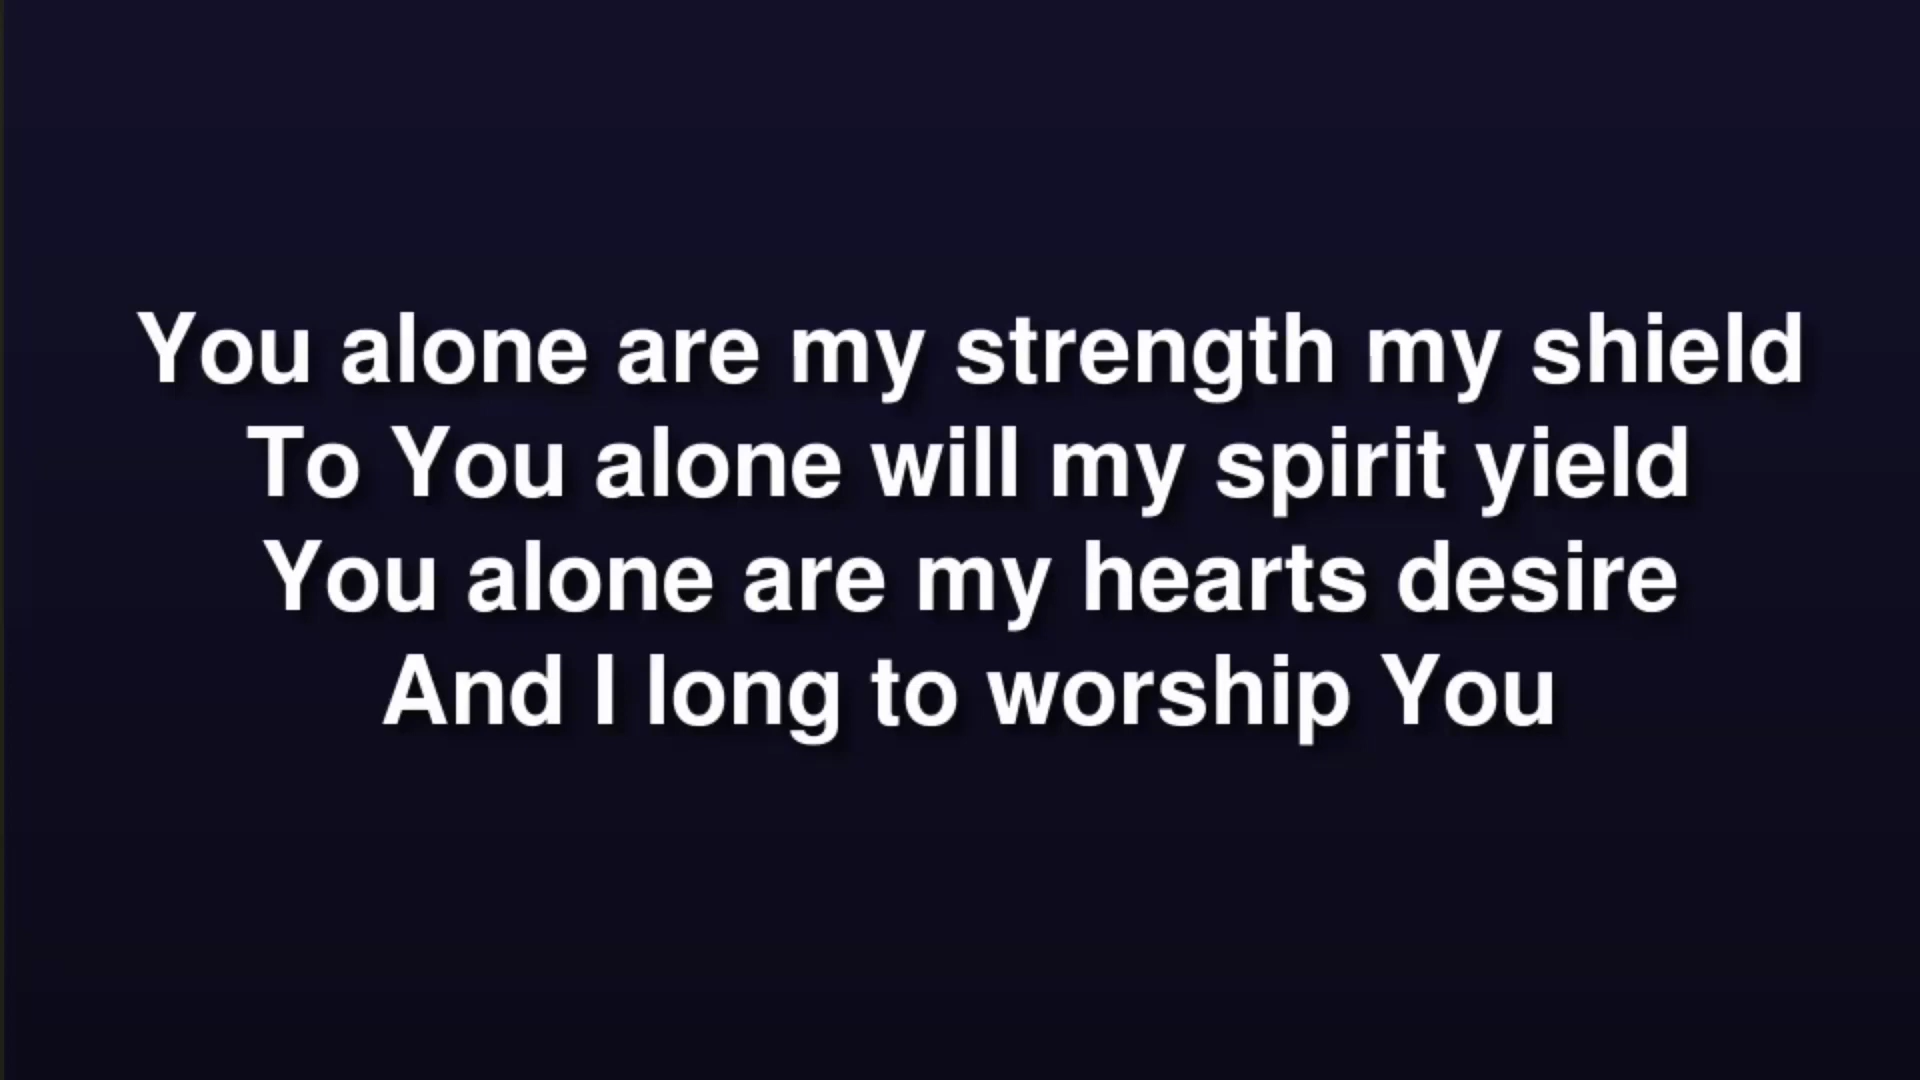 You alone are my strength my shield
To You alone will my spirit yield
You alone are my hearts desire
And I long to worship You